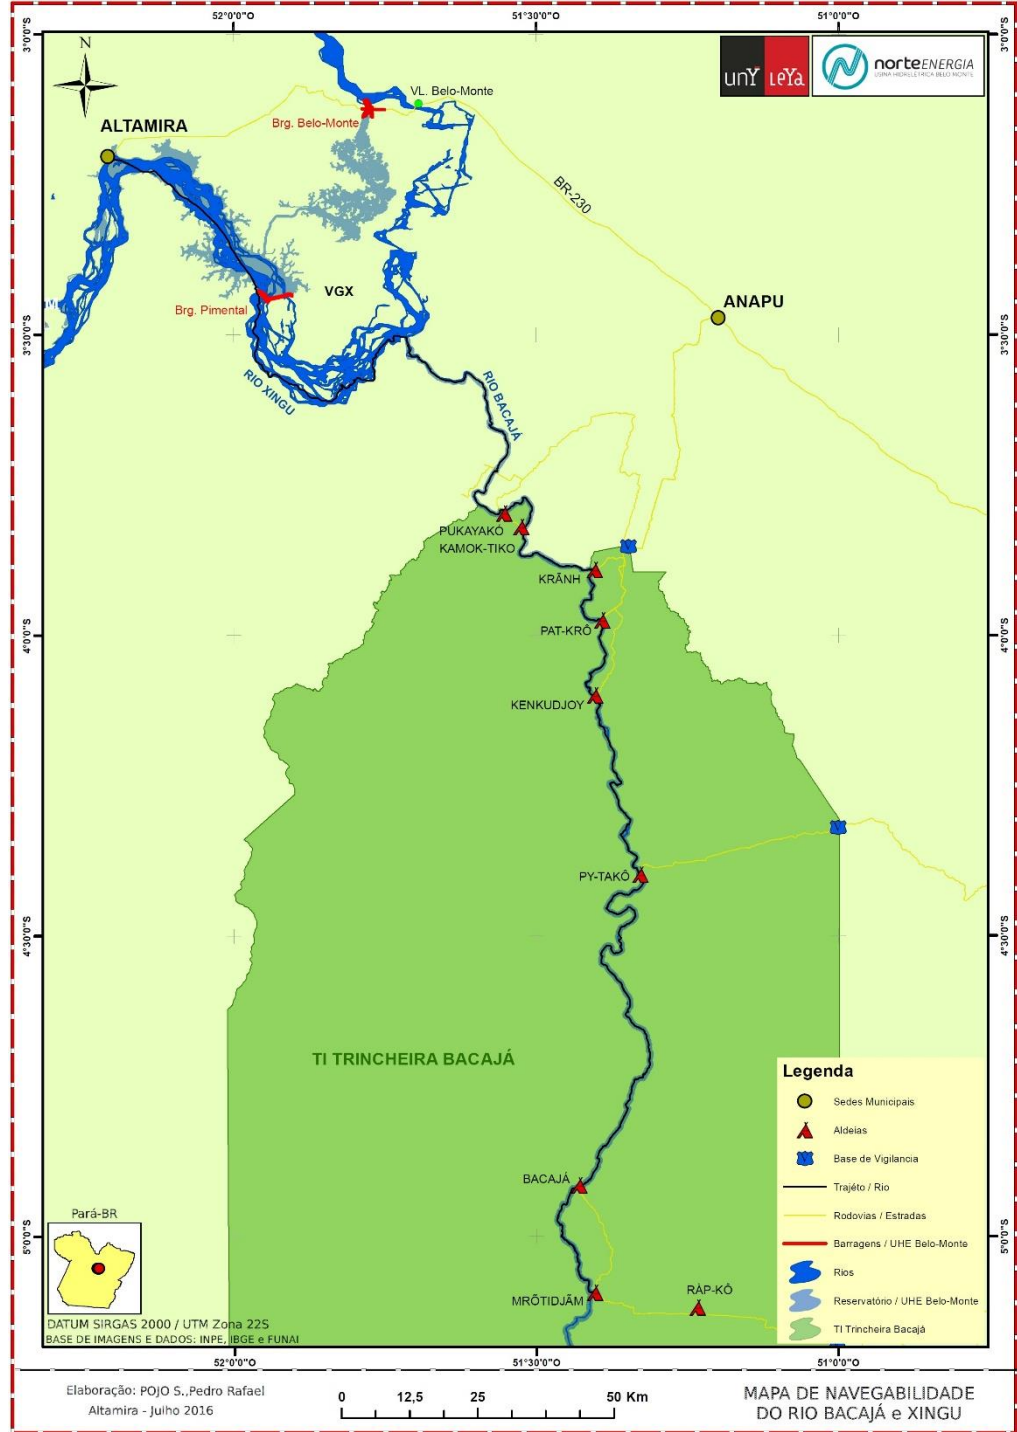 52°0'0"O
51°30'0"O
51°0'0"O
3°0'0"S
3°0'0"S
N
unY LeYa
norteENERGIA
USINA HIDRELÉTRICA BELO MONTE
VL. Belo-Monte
Brg. Belo-Monte
ALTAMIRA
BR-230
VGX
ANAPU
Brg. Pimental
3°30'0"S
3°30'0"S
RIO XINGU
RIO BACAJÁ
PUKAYAKÓ
KAMOK-TIKO
KRÃNH
PAT-KRÔ
4°0'0"S
4°0'0"S
KENKUDJOY
PY-TAKÔ
4°30'0"S
4°30'0"S
TI TRINCHEIRA BACAJÁ
Legenda
Sedes Municipais
Aldeias
Base de Vigilancia
Trajéto / Rio
Rodovias / Estradas
Barragens / UHE Belo-Monte
Rios
Reservatório / UHE Belo-Monte
TI Trincheira Bacajá
BACAJÁ
5°0'0"S
5°0'0"S
MRÕTIDJÃM
RÀP-KÔ
Pará-BR
DATUM SIRGAS 2000 / UTM Zona 22S
BASE DE IMAGENS E DADOS: INPE, IBGE e FUNAI
52°0'0"O
51°30'0"O
51°0'0"O
Elaboração: POJO S.,Pedro Rafael
Altamira - Julho 2016
0 12,5 25 50 Km
MAPA DE NAVEGABILIDADE
DO RIO BACAJÁ e XINGU